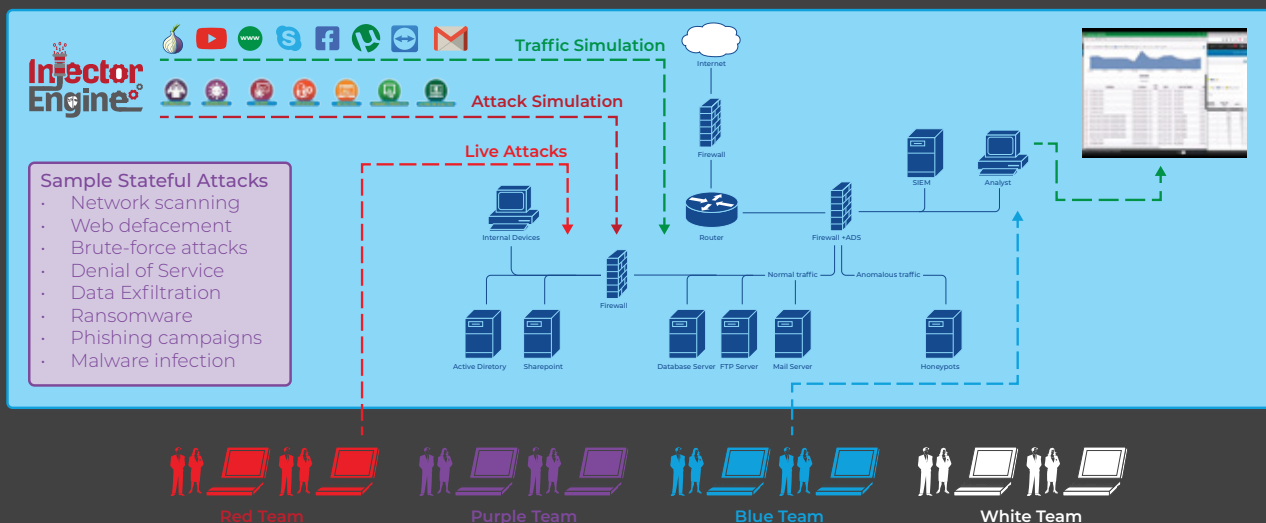 Injector
Engine
www
Traffic Simulation
Attack Simulation
Live Attacks
Sample Stateful Attacks
• Network scanning
• Web defacement
• Brute-force attacks
• Denial of Service
• Data Exfiltration
• Ransomware
• Phishing campaigns
• Malware infection
Internet
Firewall
Router
Firewall +ADS
SIEM
Analyst
Internal Devices
Firewall
Normal traffic
Anomalous traffic
Active Diretory
Sharepoint
Database Server
FTP Server
Mail Server
Honeypots
Red Team
Purple Team
Blue Team
White Team